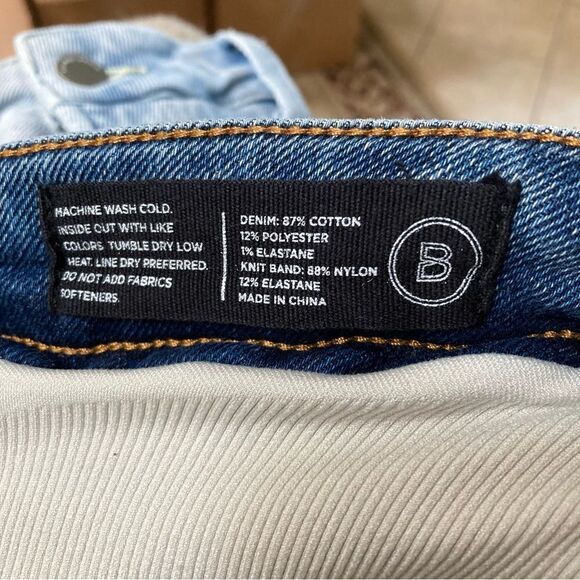 MACHINE WASH COLD.
INSIDE OUT WITH LIKE
COLORS. TUMBLE DRY LOW
HEAT. LINE DRY PREFERRED.
DO NOT ADD FABRICS
SOFTENERS.
DENIM: 87% COTTON
12% POLYESTER
1% ELASTANE
KNIT BAND: 88% NYLON
12% ELASTANE
MADE IN CHINA
B